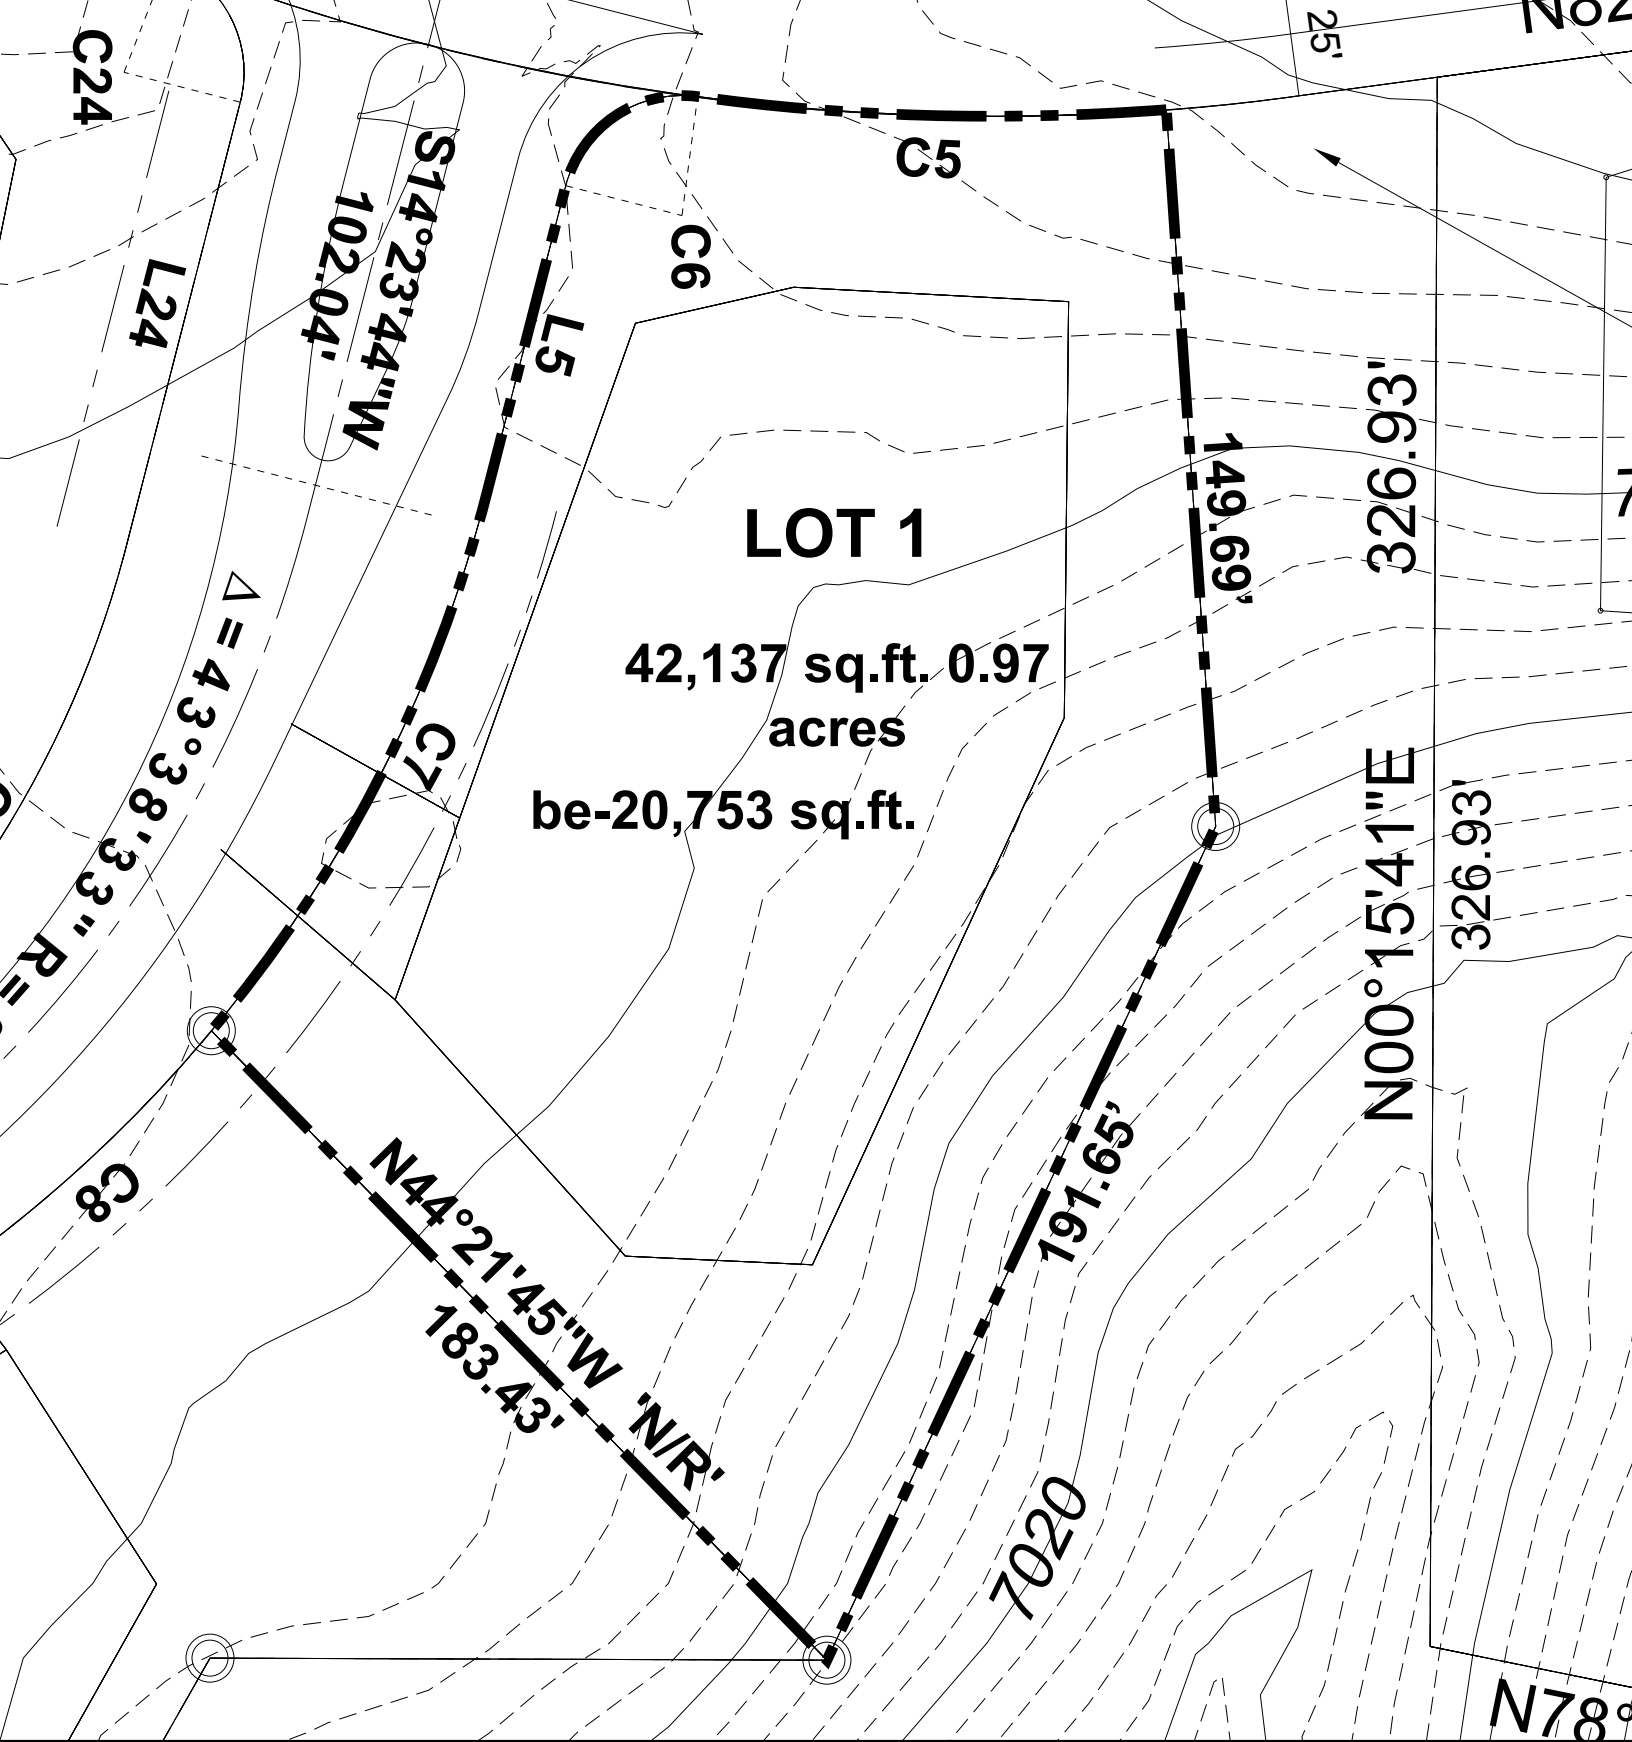 N82
25'
C24
C5
S14°23'44"W
102.04'
C6
L24
L5
326.93'
149.69'
LOT 1
42,137 sq.ft. 0.97
acres
be-20,753 sq.ft.
C7
Δ = 43°38'33" R=
N00°15'41"E
326.93'
C8
191.65'
N44°21'45"W 'N/R'
183.43'
7020
N78°